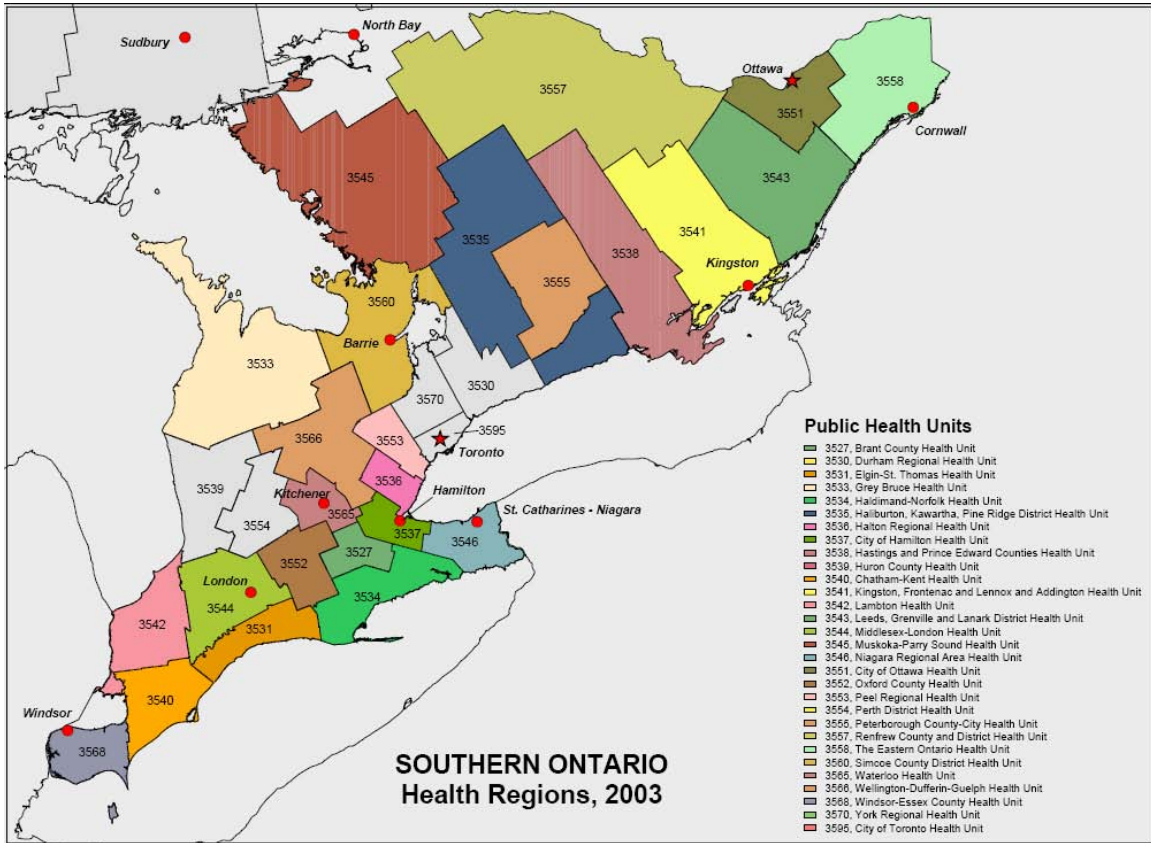 Sudbury
North Bay
Ottawa
3557
3558
3551
Cornwall
3545
3543
3535
3541
3538
Kingston
3555
3560
Barrie
3533
3530
3570
3595
Toronto
3553
3566
3536
3539
Kitchener
3565
Hamilton
St. Catharines - Niagara
3554
3537
3546
3527
3552
London
3544
3534
3531
3542
3540
Windsor
3568
SOUTHERN ONTARIO
Health Regions, 2003
Public Health Units
3527, Brant County Health Unit
3530, Durham Regional Health Unit
3531, Elgin-St. Thomas Health Unit
3533, Grey Bruce Health Unit
3534, Haldimand-Norfolk Health Unit
3535, Haliburton, Kawartha, Pine Ridge District Health Unit
3536, Halton Regional Health Unit
3537, City of Hamilton Health Unit
3538, Hastings and Prince Edward Counties Health Unit
3539, Huron County Health Unit
3540, Chatham-Kent Health Unit
3541, Kingston, Frontenac and Lennox and Addington Health Unit
3542, Lambton Health Unit
3543, Leeds, Grenville and Lanark District Health Unit
3544, Middlesex-London Health Unit
3545, Muskoka-Parry Sound Health Unit
3546, Niagara Regional Area Health Unit
3551, City of Ottawa Health Unit
3552, Oxford County Health Unit
3553, Peel Regional Health Unit
3554, Perth District Health Unit
3555, Peterborough County-City Health Unit
3557, Renfrew County and District Health Unit
3558, The Eastern Ontario Health Unit
3560, Simcoe County District Health Unit
3565, Waterloo Health Unit
3566, Wellington-Dufferin-Guelph Health Unit
3568, Windsor-Essex County Health Unit
3570, York Regional Health Unit
3595, City of Toronto Health Unit